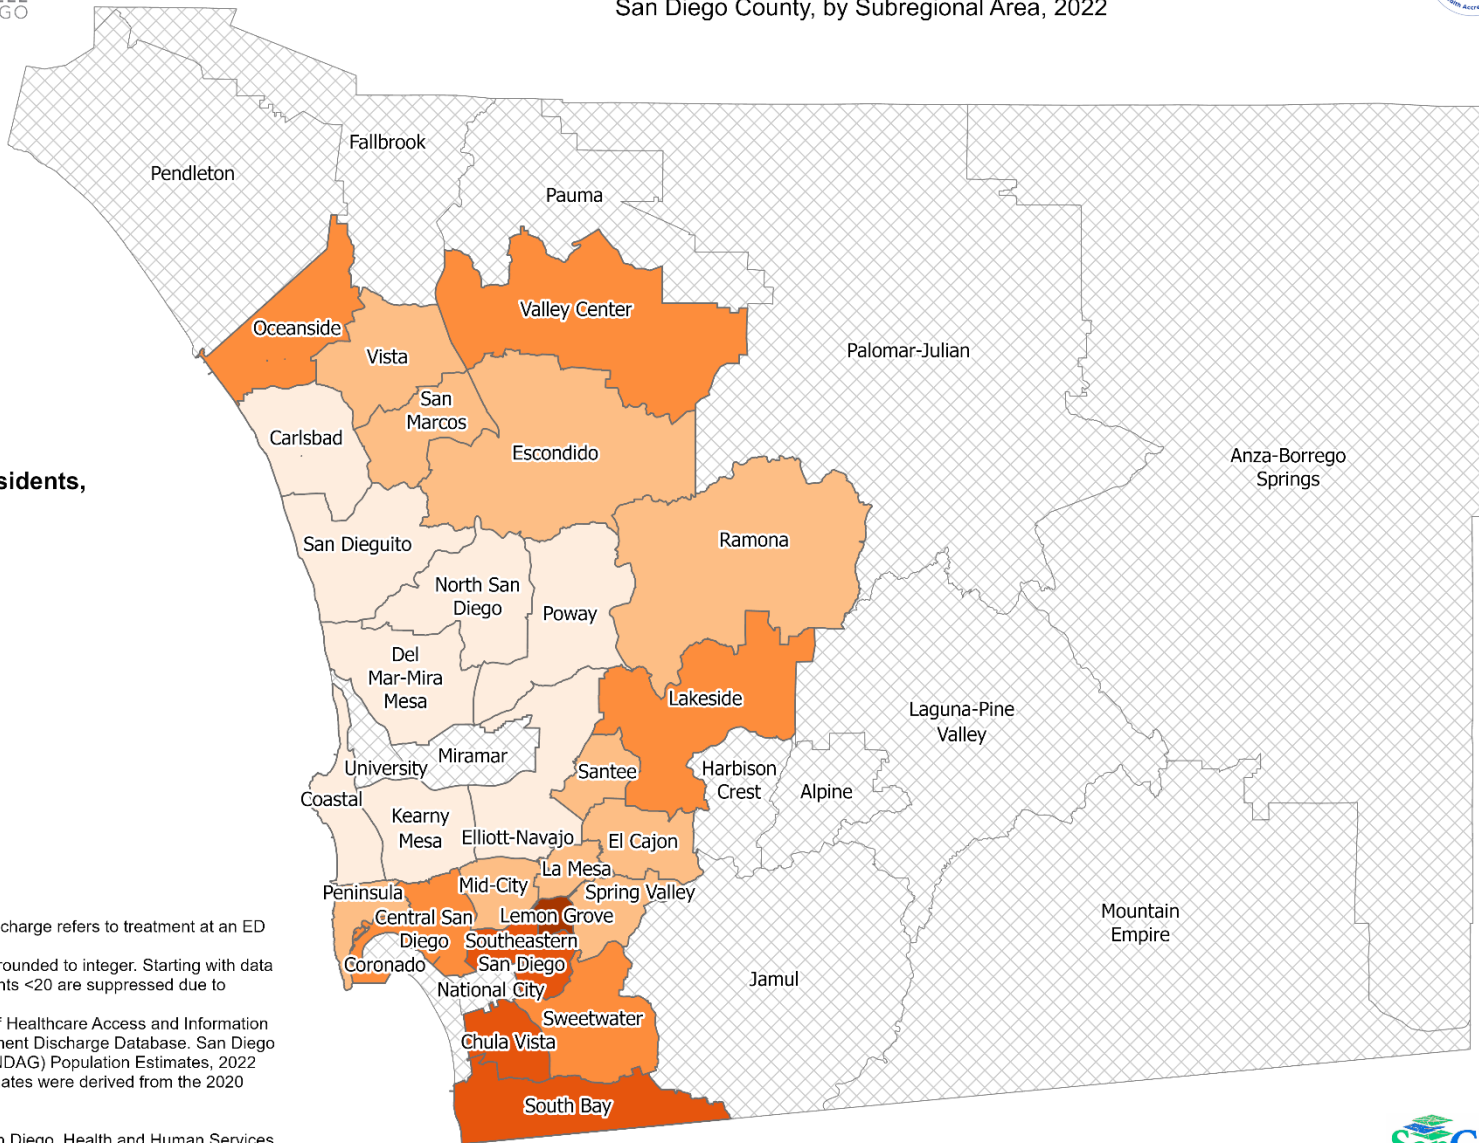 GO
San Diego County, by Subregional Area, 2022
Fallbrook
Pendleton
Pauma
Valley Center
Oceanside
Vista
Palomar-Julian
San
Marcos
Carlsbad
Escondido
Anza-Borrego
Springs
sidents,
San Dieguito
Ramona
North San
Diego
Poway
Del
Mar-Mira
Mesa
Lakeside
Laguna-Pine
Valley
Miramar
University
Santee
Harbison
Crest
Alpine
Coastal
Kearny
Mesa
Elliott-Navajo
El Cajon
La Mesa
Peninsula
Mid-City
Spring Valley
Central San
Diego
Lemon Grove
Mountain
Empire
Southeastern
San Diego
Coronado
Jamul
National City
Sweetwater
Chula Vista
South Bay
charge refers to treatment at an ED
rounded to integer. Starting with data
nts <20 are suppressed due to
f Healthcare Access and Information
nent Discharge Database. San Diego
NDAG) Population Estimates, 2022
ates were derived from the 2020
n Diego, Health and Human Services